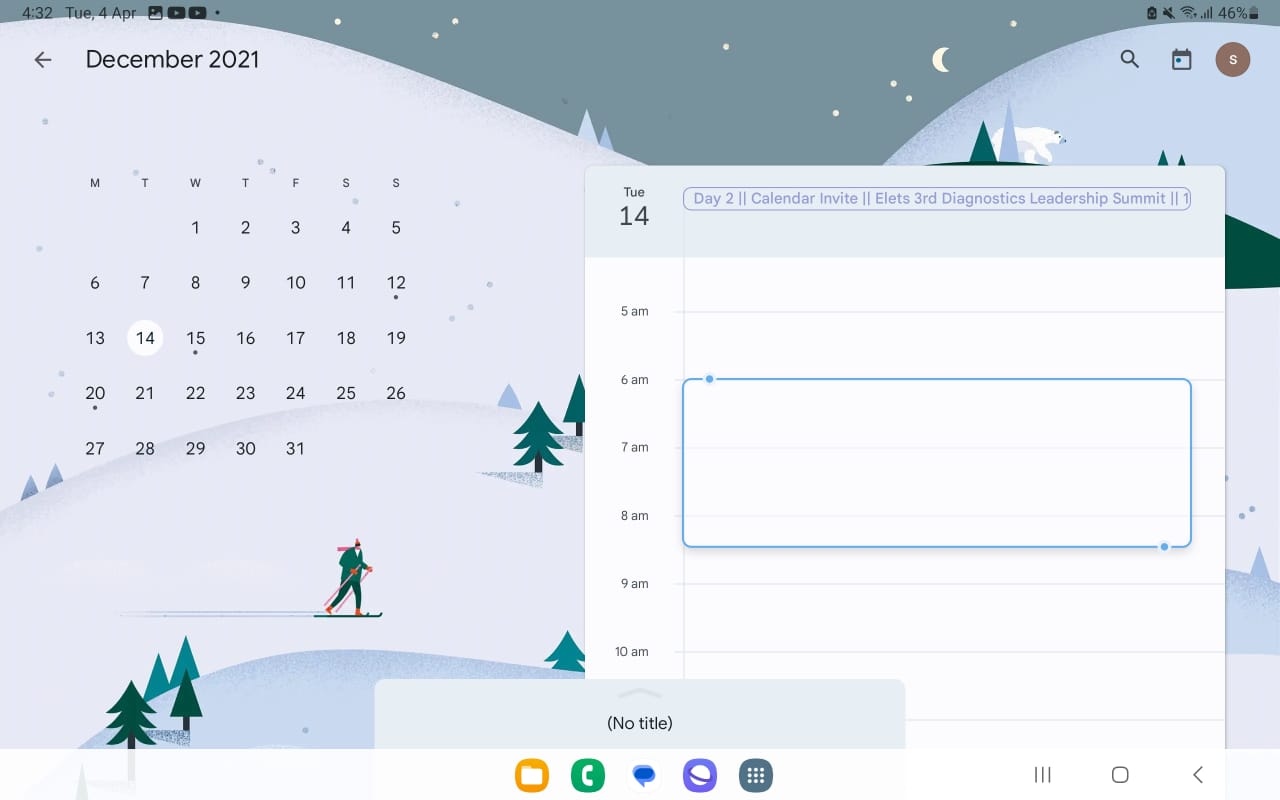 4:32 Tue, 4 Apr 46%
December 2021
S
M T W T F S S
1 2 3 4 5
6 7 8 9 10 11 12
13 14 15 16 17 18 19
20 21 22 23 24 25 26
27 28 29 30 31
Tue
14
Day 2 || Calendar Invite || Elets 3rd Diagnostics Leadership Summit || 1
5 am
6 am
7 am
8 am
9 am
10 am
(No title)